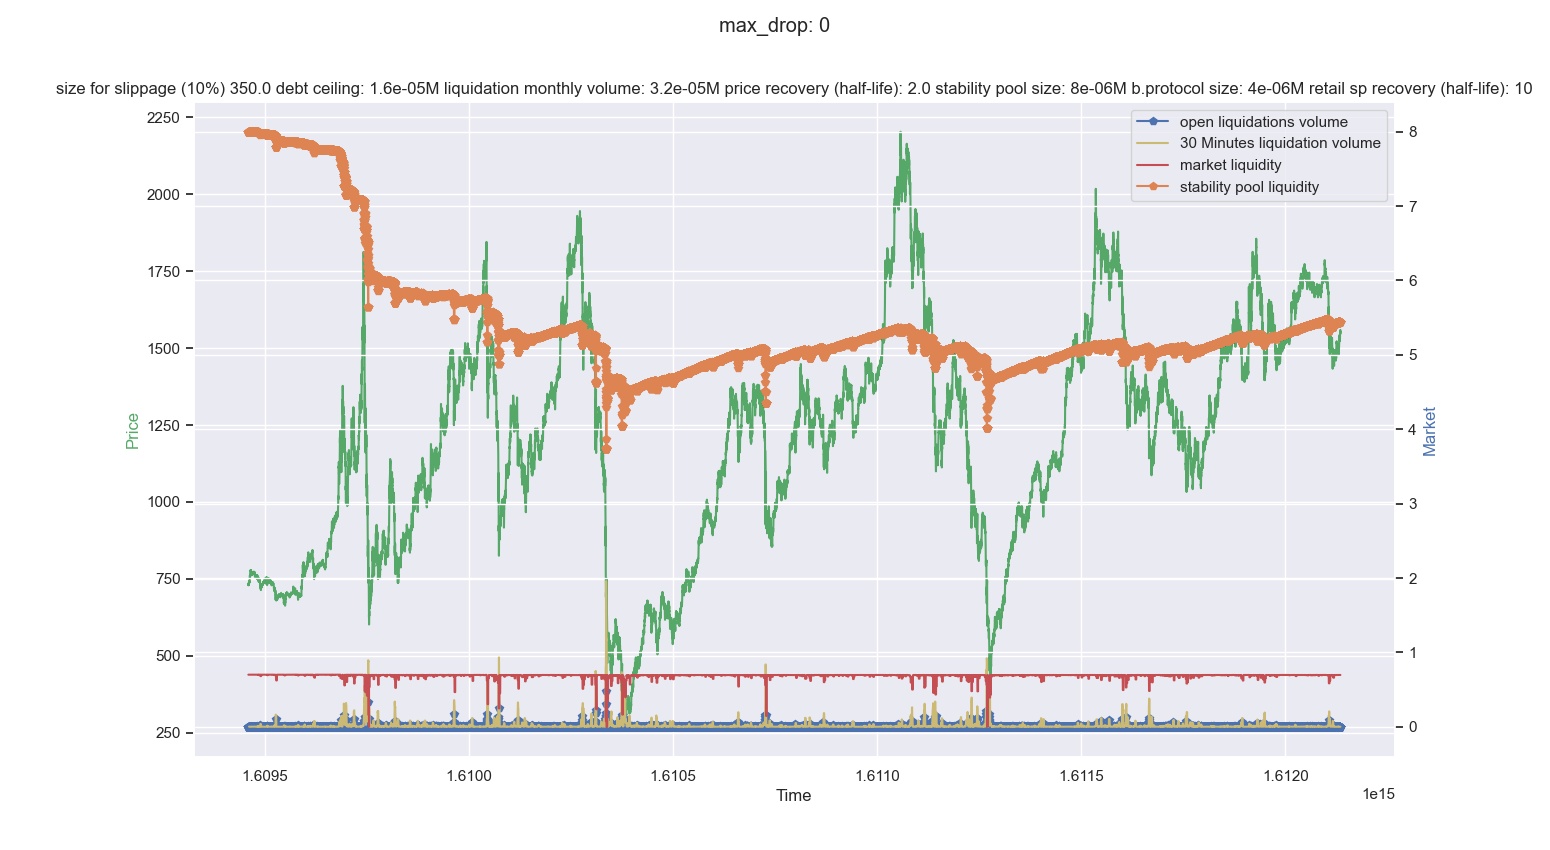 max_drop: 0
size for slippage (10%) 350.0 debt ceiling: 1.6e-05M liquidation monthly volume: 3.2e-05M price recovery (half-life): 2.0 stability pool size: 8e-06M b.protocol size: 4e-06M retail sp recovery (half-life): 10
open liquidations volume
30 Minutes liquidation volume
market liquidity
stability pool liquidity
2250
2000
1750
1500
1250
1000
750
500
250
Price
8
7
6
5
4
3
2
1
0
Market
1.6095 1.6100 1.6105 1.6110 1.6115 1.6120
Time
1e15